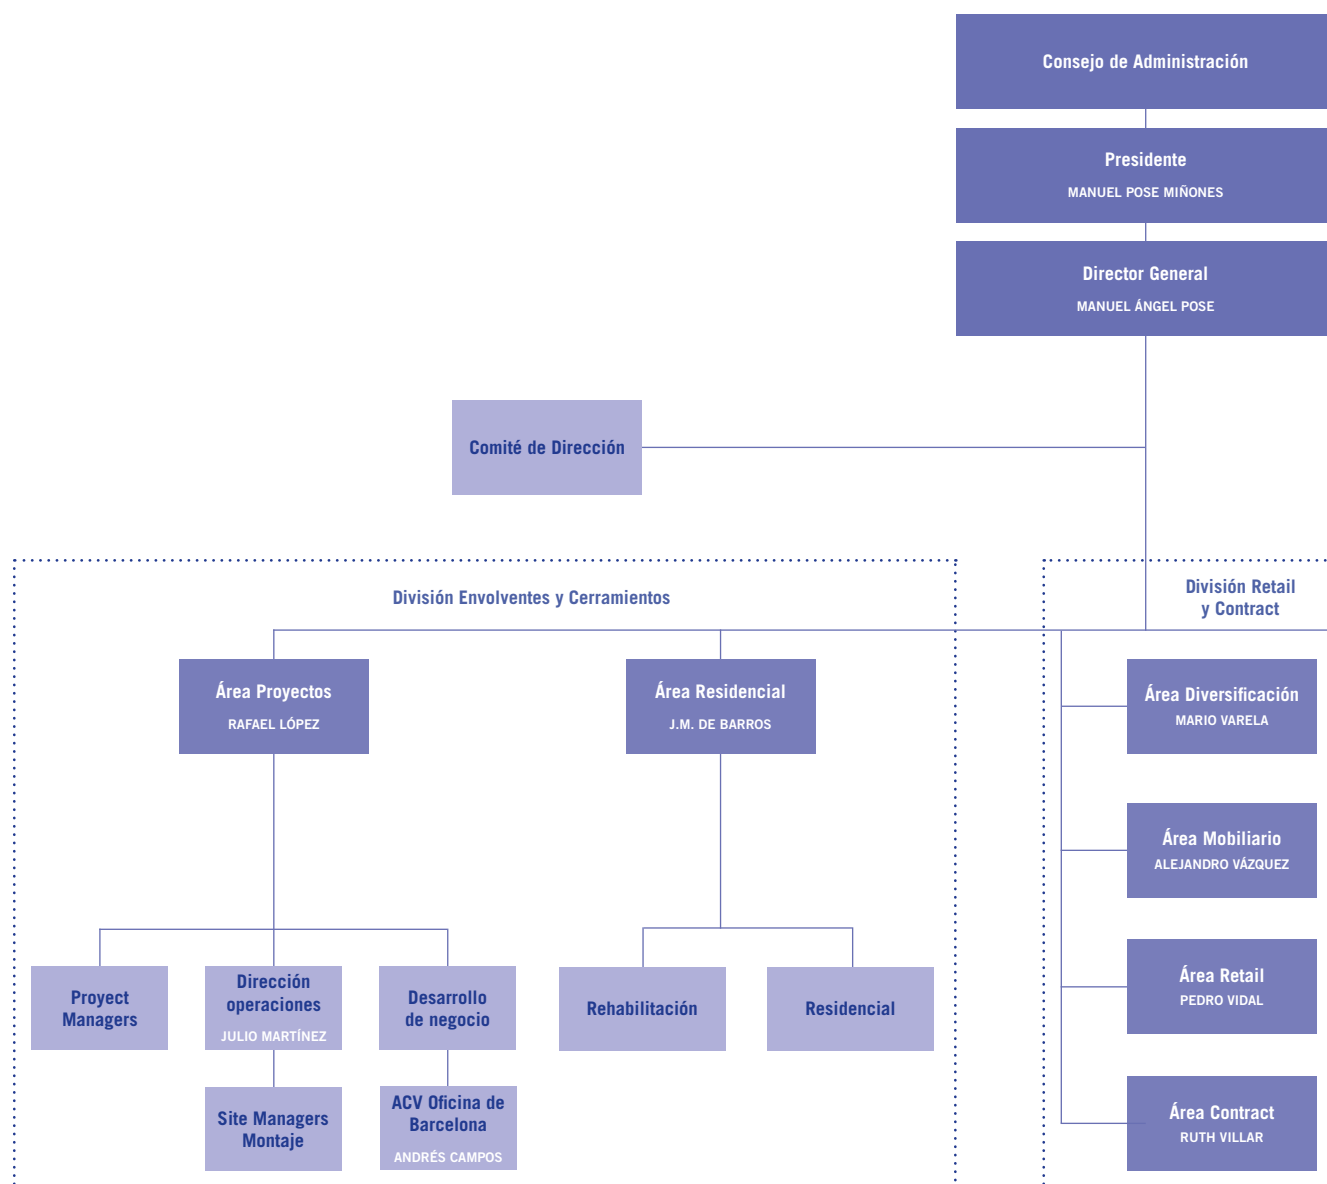 Consejo de Administración
Presidente
MANUEL POSE MIÑONES
Director General
MANUEL ÁNGEL POSE
Comité de Dirección
División Envolventes y Cerramientos
Área Proyectos
RAFAEL LÓPEZ
Área Residencial
J.M. DE BARROS
Proyect
Managers
Dirección
operaciones
JULIO MARTÍNEZ
Desarrollo
de negocio
Rehabilitación
Residencial
Site Managers
Montaje
ACV Oficina de
Barcelona
ANDRÉS CAMPOS
División Retail
y Contract
Área Diversificación
MARIO VARELA
Área Mobiliario
ALEJANDRO VÁZQUEZ
Área Retail
PEDRO VIDAL
Área Contract
RUTH VILLAR